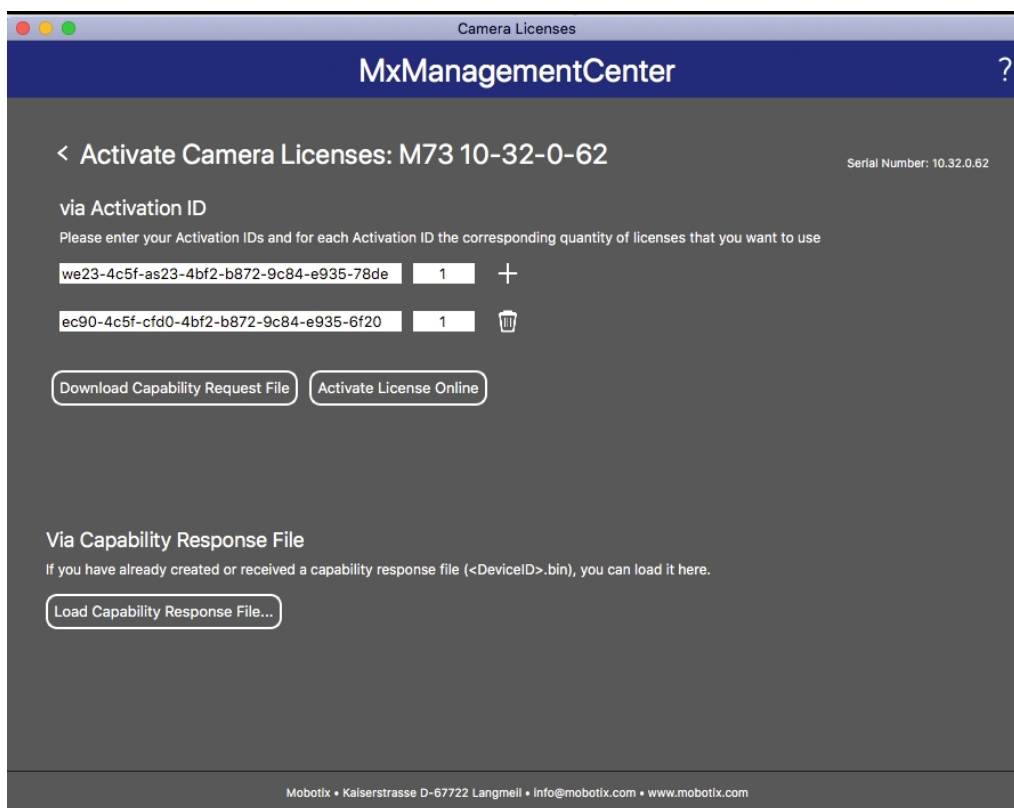 Camera Licenses
MxManagementCenter
?
< Activate Camera Licenses: M73 10-32-0-62
Serial Number: 10.32.0.62
via Activation ID
Please enter your Activation IDs and for each Activation ID the corresponding quantity of licenses that you want to use
we23-4c5f-as23-4bf2-b872-9c84-e935-78de 1 +
ec90-4c5f-cfd0-4bf2-b872-9c84-e935-6f20 1
Download Capability Request File Activate License Online
Via Capability Response File
If you have already created or received a capability response file (<DeviceID>.bin), you can load it here.
Load Capability Response File...
Mobotix • Kaiserstrasse D-67722 Langmeil • info@mobotix.com • www.mobotix.com